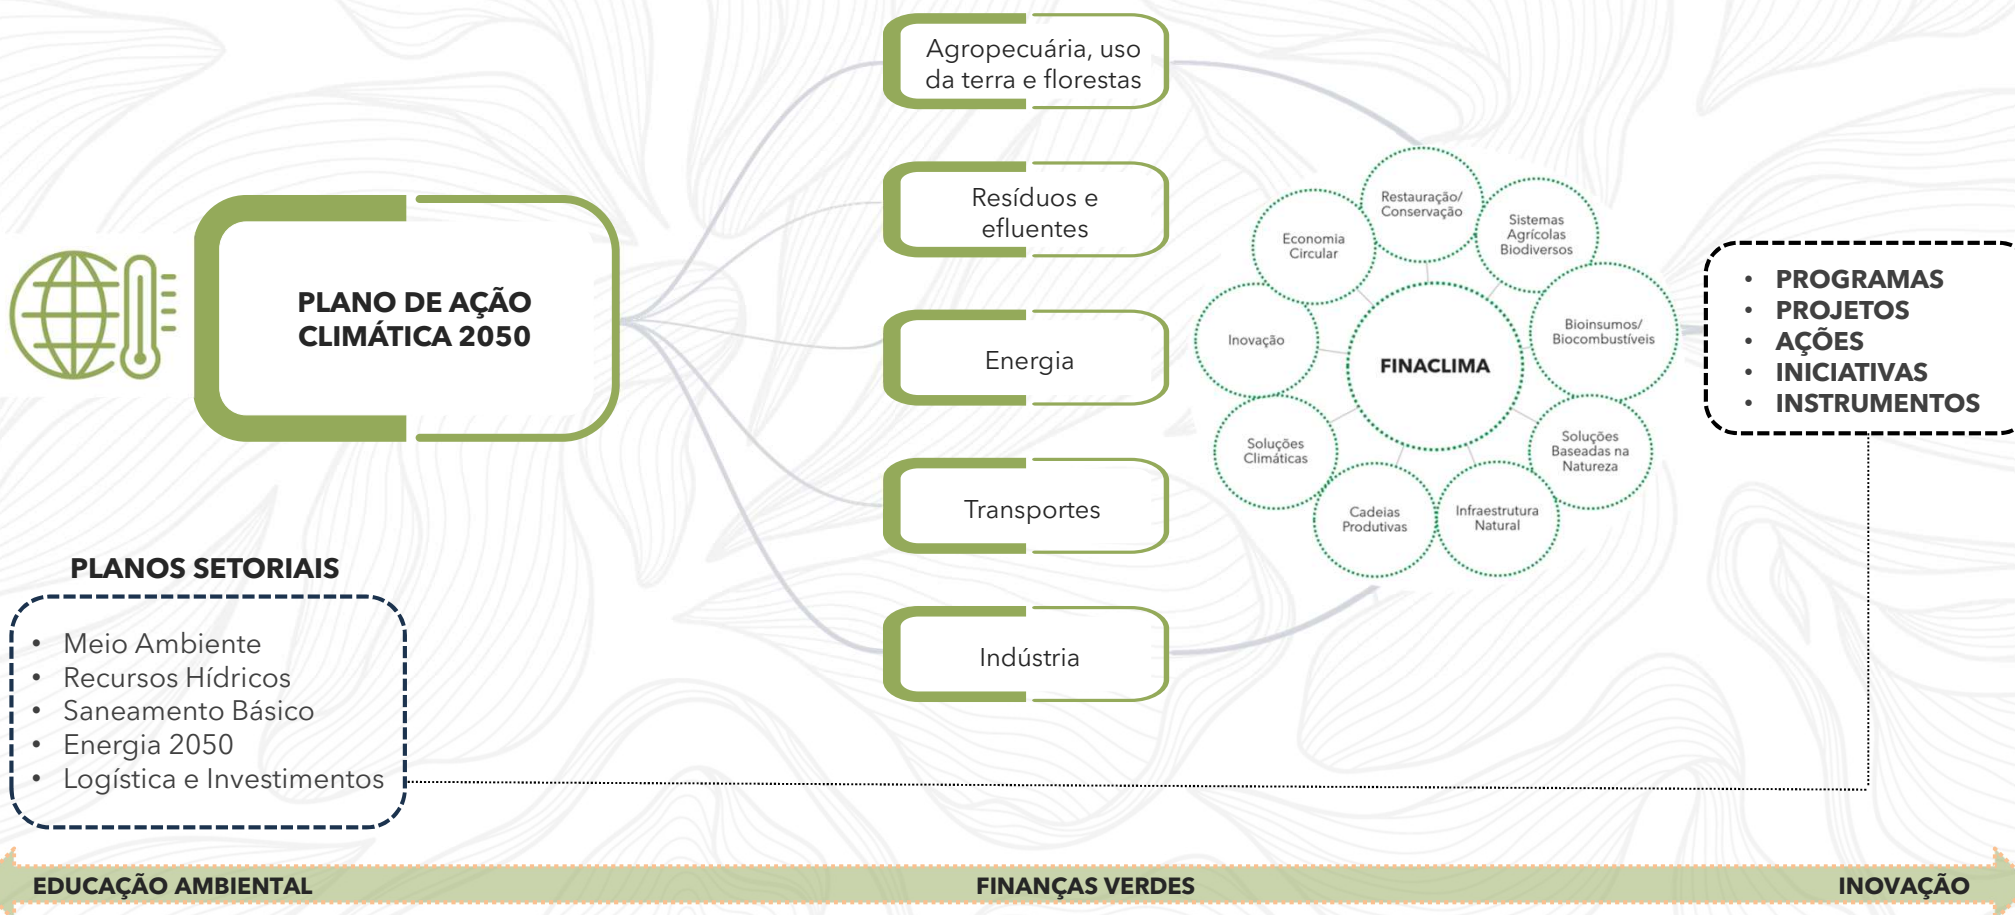 PLANO DE AÇÃO
CLIMÁTICA 2050
Agropecuária, uso
da terra e florestas
Resíduos e
efluentes
Energia
Transportes
Indústria
FINACLIMA
Restauração/
Conservação
Sistemas
Agrícolas
Biodiversos
Bioinsumos/
Biocombustíveis
Soluções
Baseadas na
Natureza
Infraestrutura
Natural
Cadeias
Produtivas
Soluções
Climáticas
Inovação
Economia
Circular
• PROGRAMAS
• PROJETOS
• AÇÕES
• INICIATIVAS
• INSTRUMENTOS
PLANOS SETORIAIS
• Meio Ambiente
• Recursos Hídricos
• Saneamento Básico
• Energia 2050
• Logística e Investimentos
EDUCAÇÃO AMBIENTAL
FINANÇAS VERDES
INOVAÇÃO